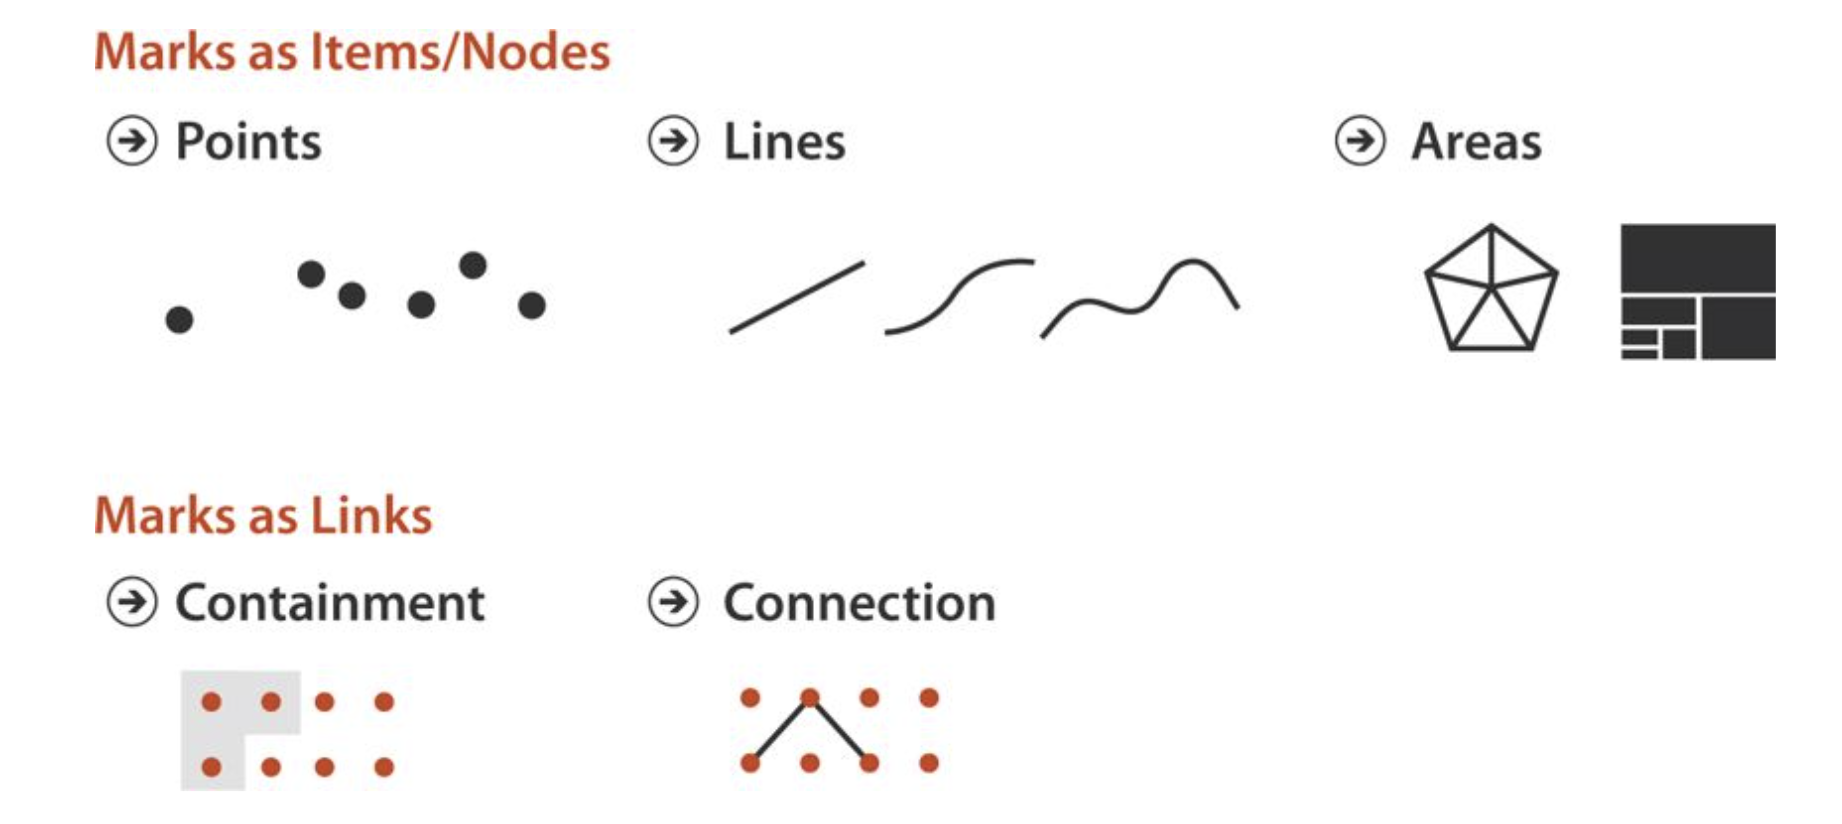 Marks as Items/Nodes
Points
Lines
Areas
Marks as Links
Containment
Connection